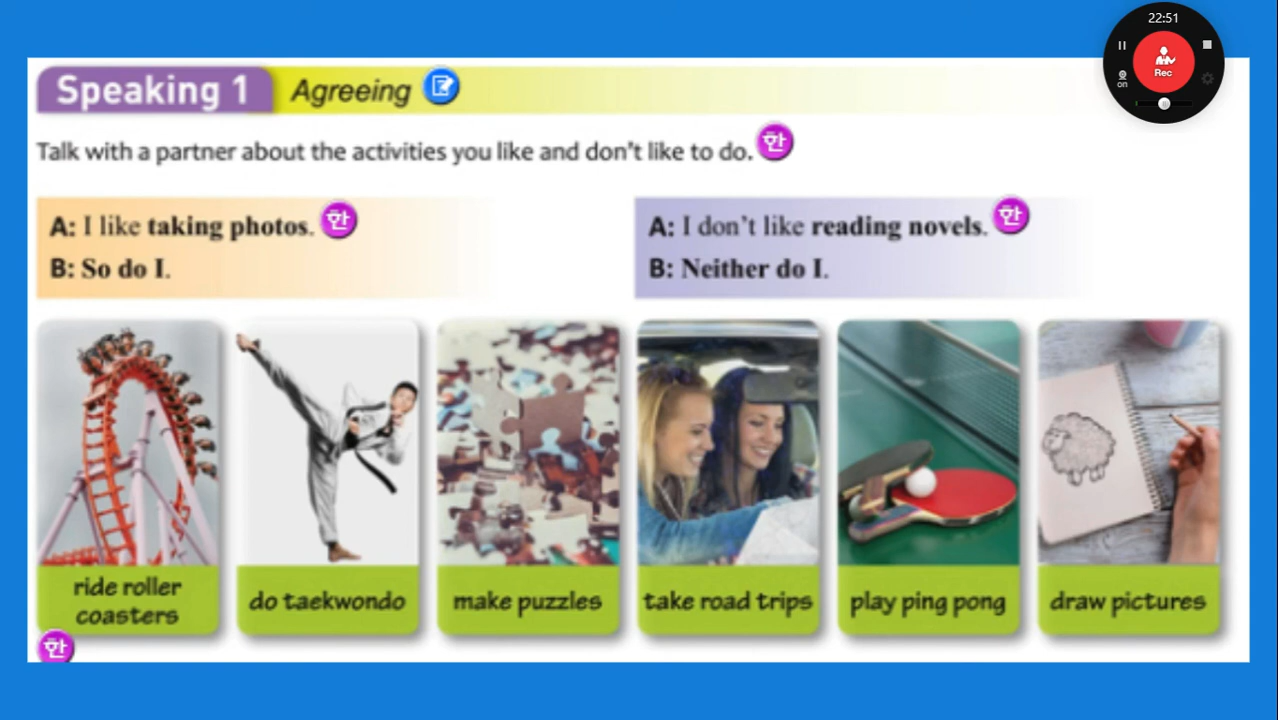 22:51
Rec
on
Speaking 1 Agreeing
Talk with a partner about the activities you like and don't like to do. 한
A: I like taking photos. 한
B: So do I.
A: I don't like reading novels. 한
B: Neither do I.
ride roller
coasters
do taekwondo
make puzzles
take road trips
play ping pong
draw pictures
한